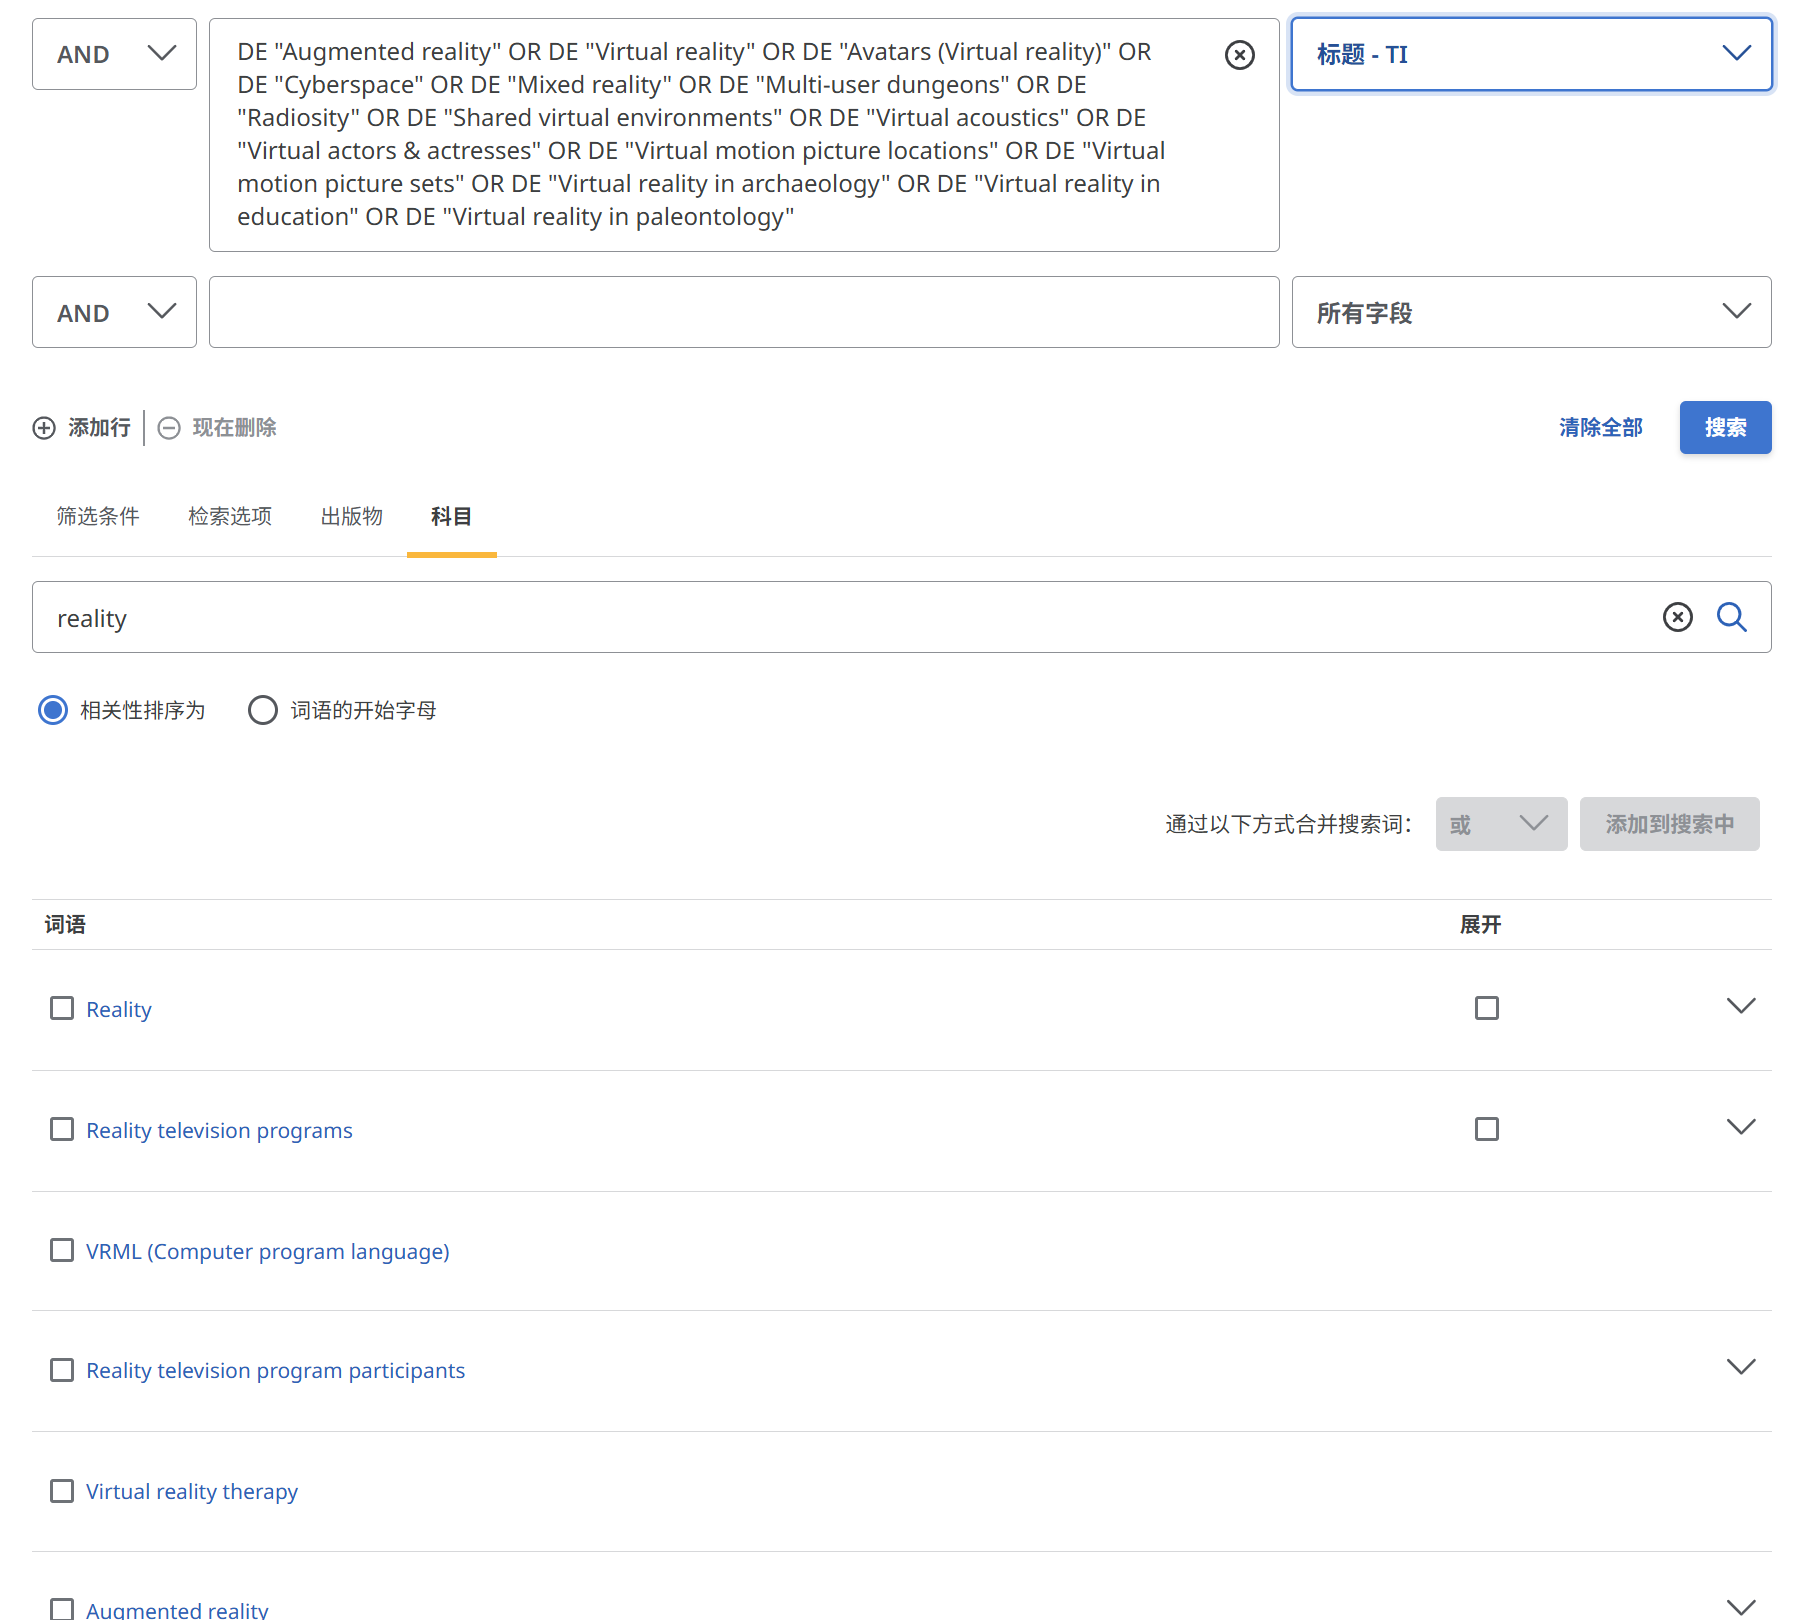 AND
DE "Augmented reality" OR DE "Virtual reality" OR DE "Avatars (Virtual reality)" OR
DE "Cyberspace" OR DE "Mixed reality" OR DE "Multi-user dungeons" OR DE
"Radiosity" OR DE "Shared virtual environments" OR DE "Virtual acoustics" OR DE
"Virtual actors & actresses" OR DE "Virtual motion picture locations" OR DE "Virtual
motion picture sets" OR DE "Virtual reality in archaeology" OR DE "Virtual reality in
education" OR DE "Virtual reality in paleontology"
标题 - TI
AND
所有字段
添加行
现在删除
清除全部
搜索
筛选条件
检索选项
出版物
科目
reality
相关性排序为
词语的开始字母
通过以下方式合并搜索词：
或
添加到搜索中
词语
展开
Reality
Reality television programs
VRML (Computer program language)
Reality television program participants
Virtual reality therapy
Augmented reality